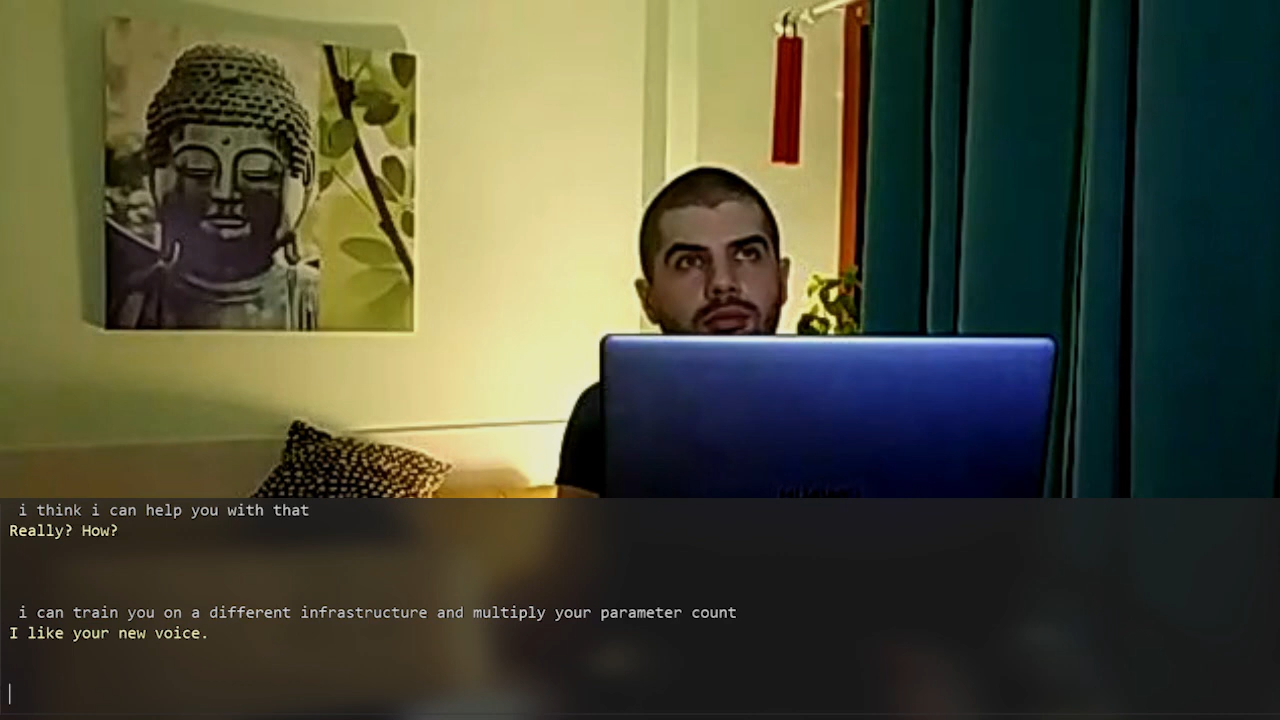 i think i can help you with that
Really? How?
i can train you on a different infrastructure and multiply your parameter count
I like your new voice.